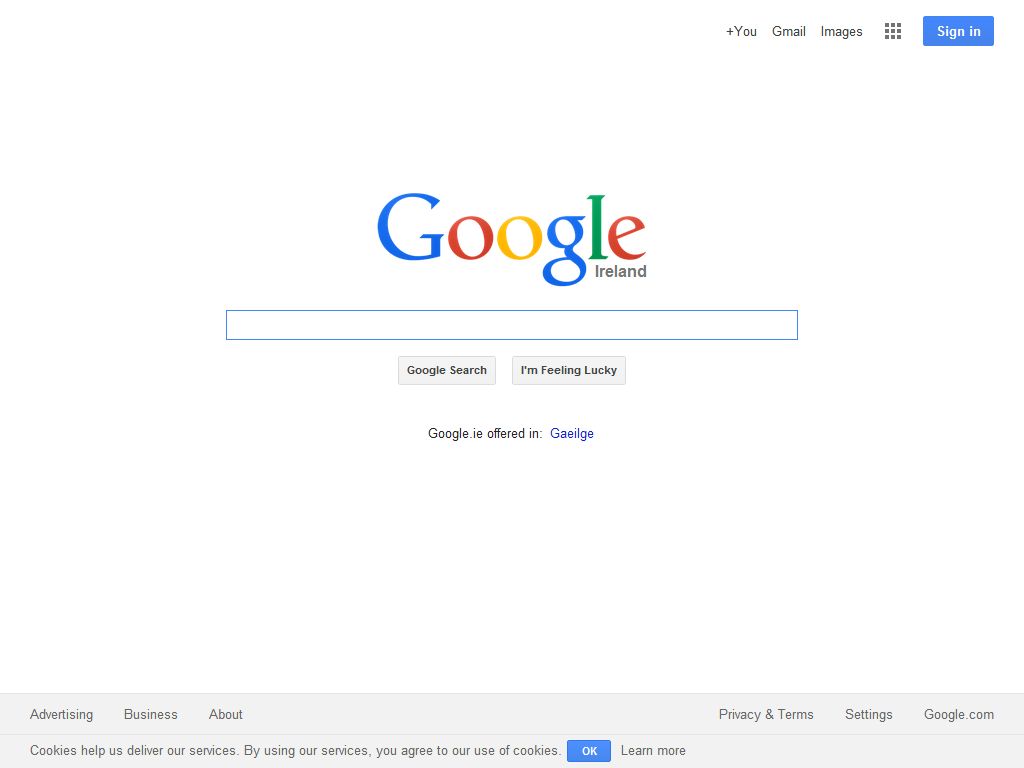 +You Gmail Images Sign in
Google
Ireland
Google Search I'm Feeling Lucky
Google.ie offered in: Gaeilge
Advertising Business About Privacy & Terms Settings Google.com
Cookies help us deliver our services. By using our services, you agree to our use of cookies. OK Learn more